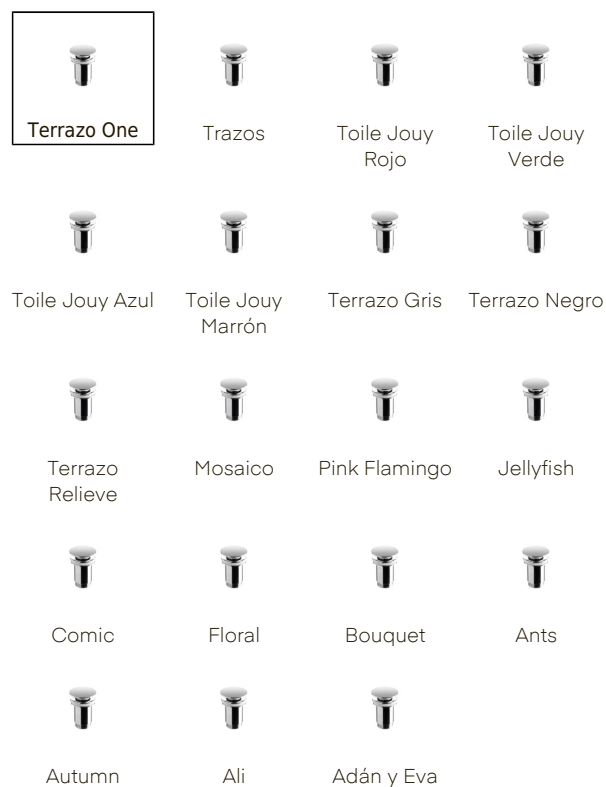 Terrazo One
Trazos
Toile Jouy
Rojo
Toile Jouy
Verde
Toile Jouy Azul
Toile Jouy
Marrón
Terrazo Gris
Terrazo Negro
Terrazo
Relieve
Mosaico
Pink Flamingo
Jellyfish
Comic
Floral
Bouquet
Ants
Autumn
Ali
Adán y Eva